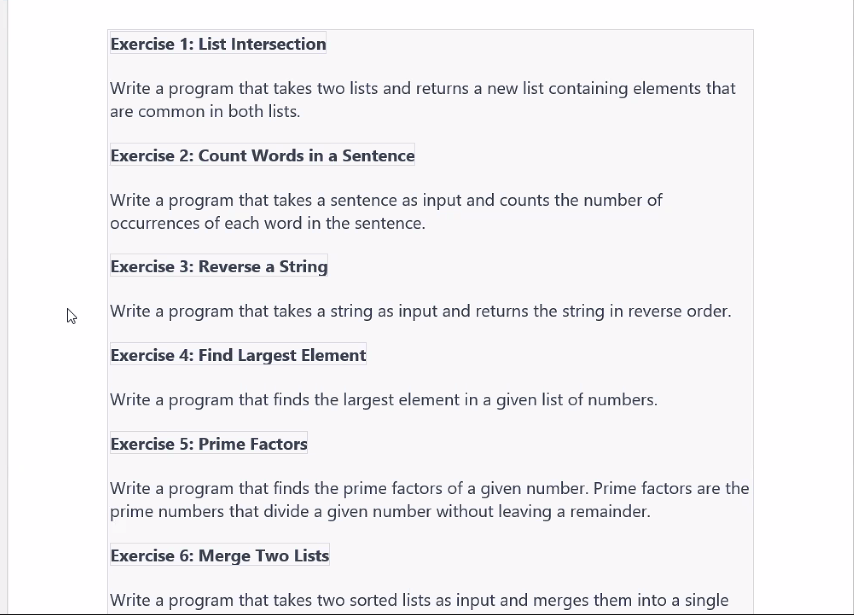 Exercise 1: List Intersection
Write a program that takes two lists and returns a new list containing elements that
are common in both lists.
Exercise 2: Count Words in a Sentence
Write a program that takes a sentence as input and counts the number of
occurrences of each word in the sentence.
Exercise 3: Reverse a String
Write a program that takes a string as input and returns the string in reverse order.
Exercise 4: Find Largest Element
Write a program that finds the largest element in a given list of numbers.
Exercise 5: Prime Factors
Write a program that finds the prime factors of a given number. Prime factors are the
prime numbers that divide a given number without leaving a remainder.
Exercise 6: Merge Two Lists
Write a program that takes two sorted lists as input and merges them into a single